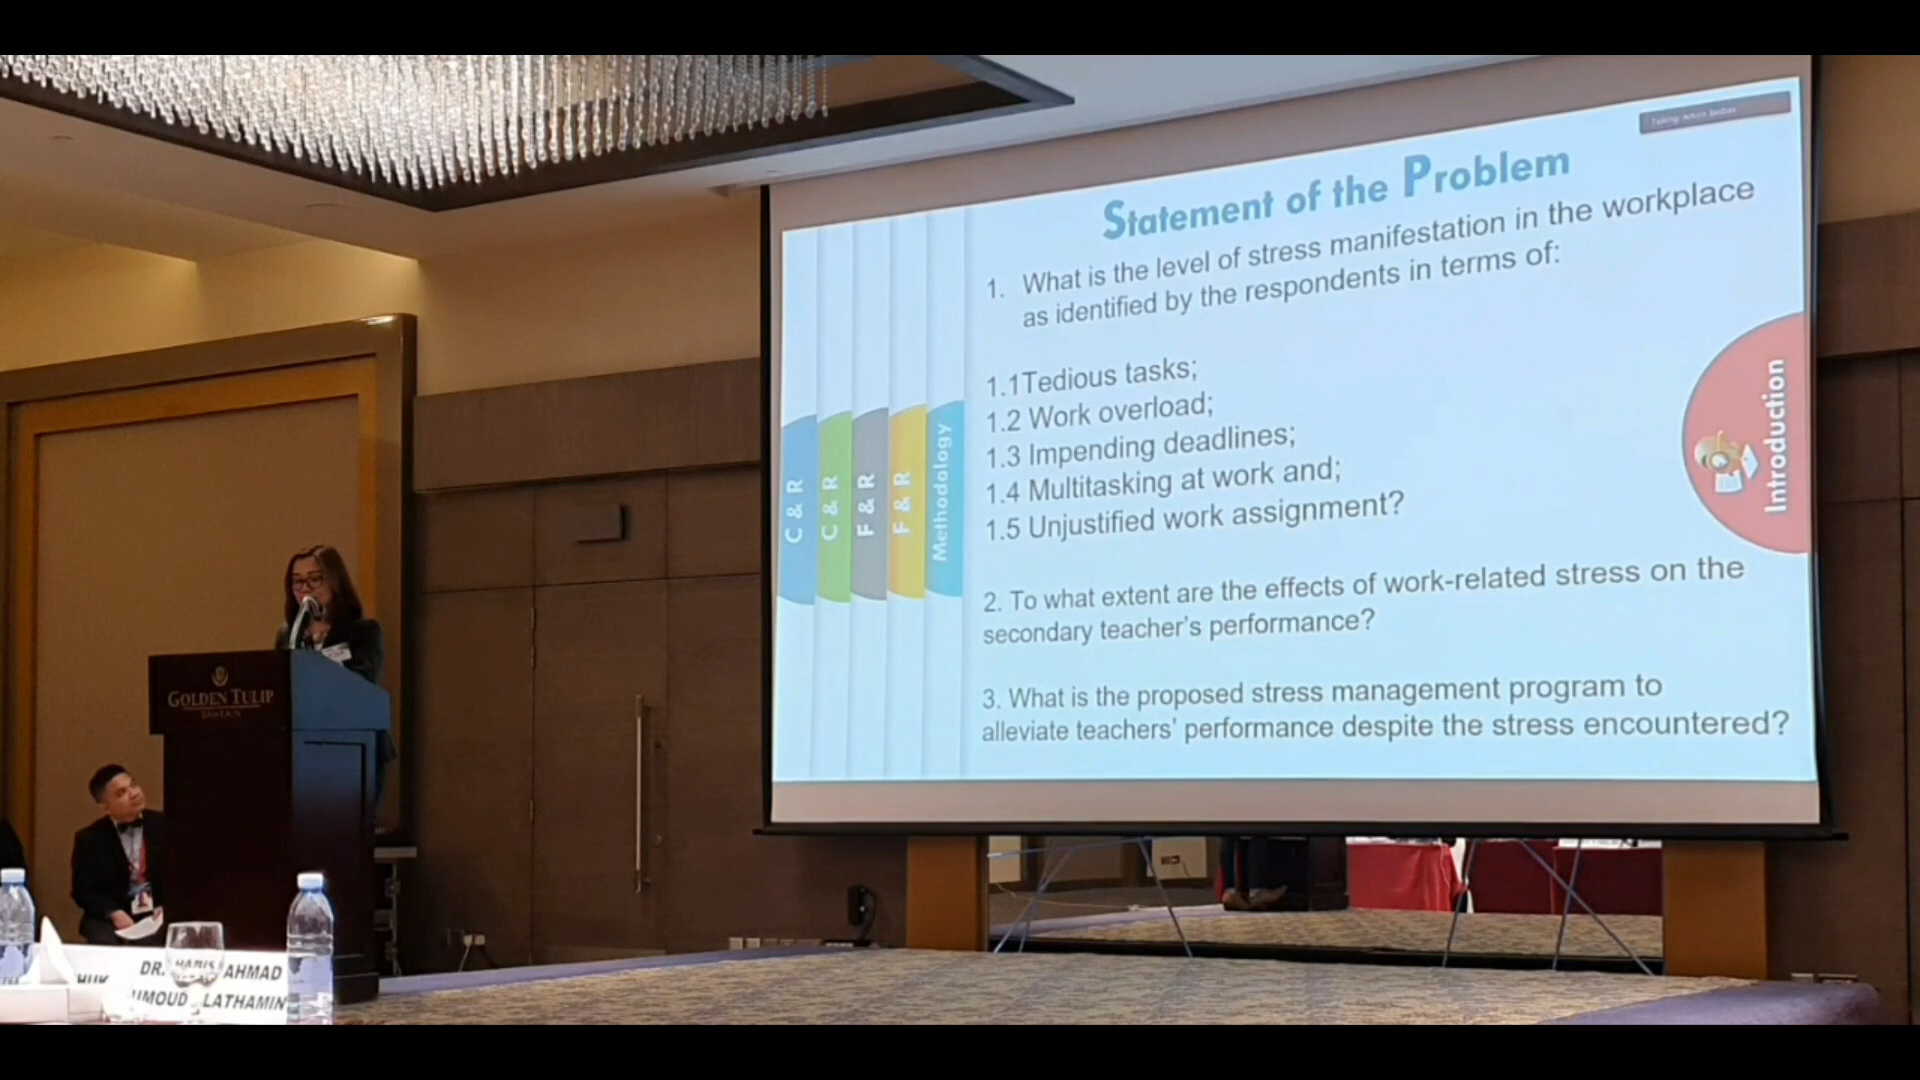 Statement of the Problem
1. What is the level of stress manifestation in the workplace
as identified by the respondents in terms of:
1.1Tedious tasks;
1.2 Work overload;
1.3 Impending deadlines;
1.4 Multitasking at work and;
1.5 Unjustified work assignment?
2. To what extent are the effects of work-related stress on the
secondary teacher's performance?
3. What is the proposed stress management program to
alleviate teachers' performance despite the stress encountered?
C & R
C & R
F & R
F & R
Methodology
Introduction
GOLDEN TULIP
DR. AHMAD